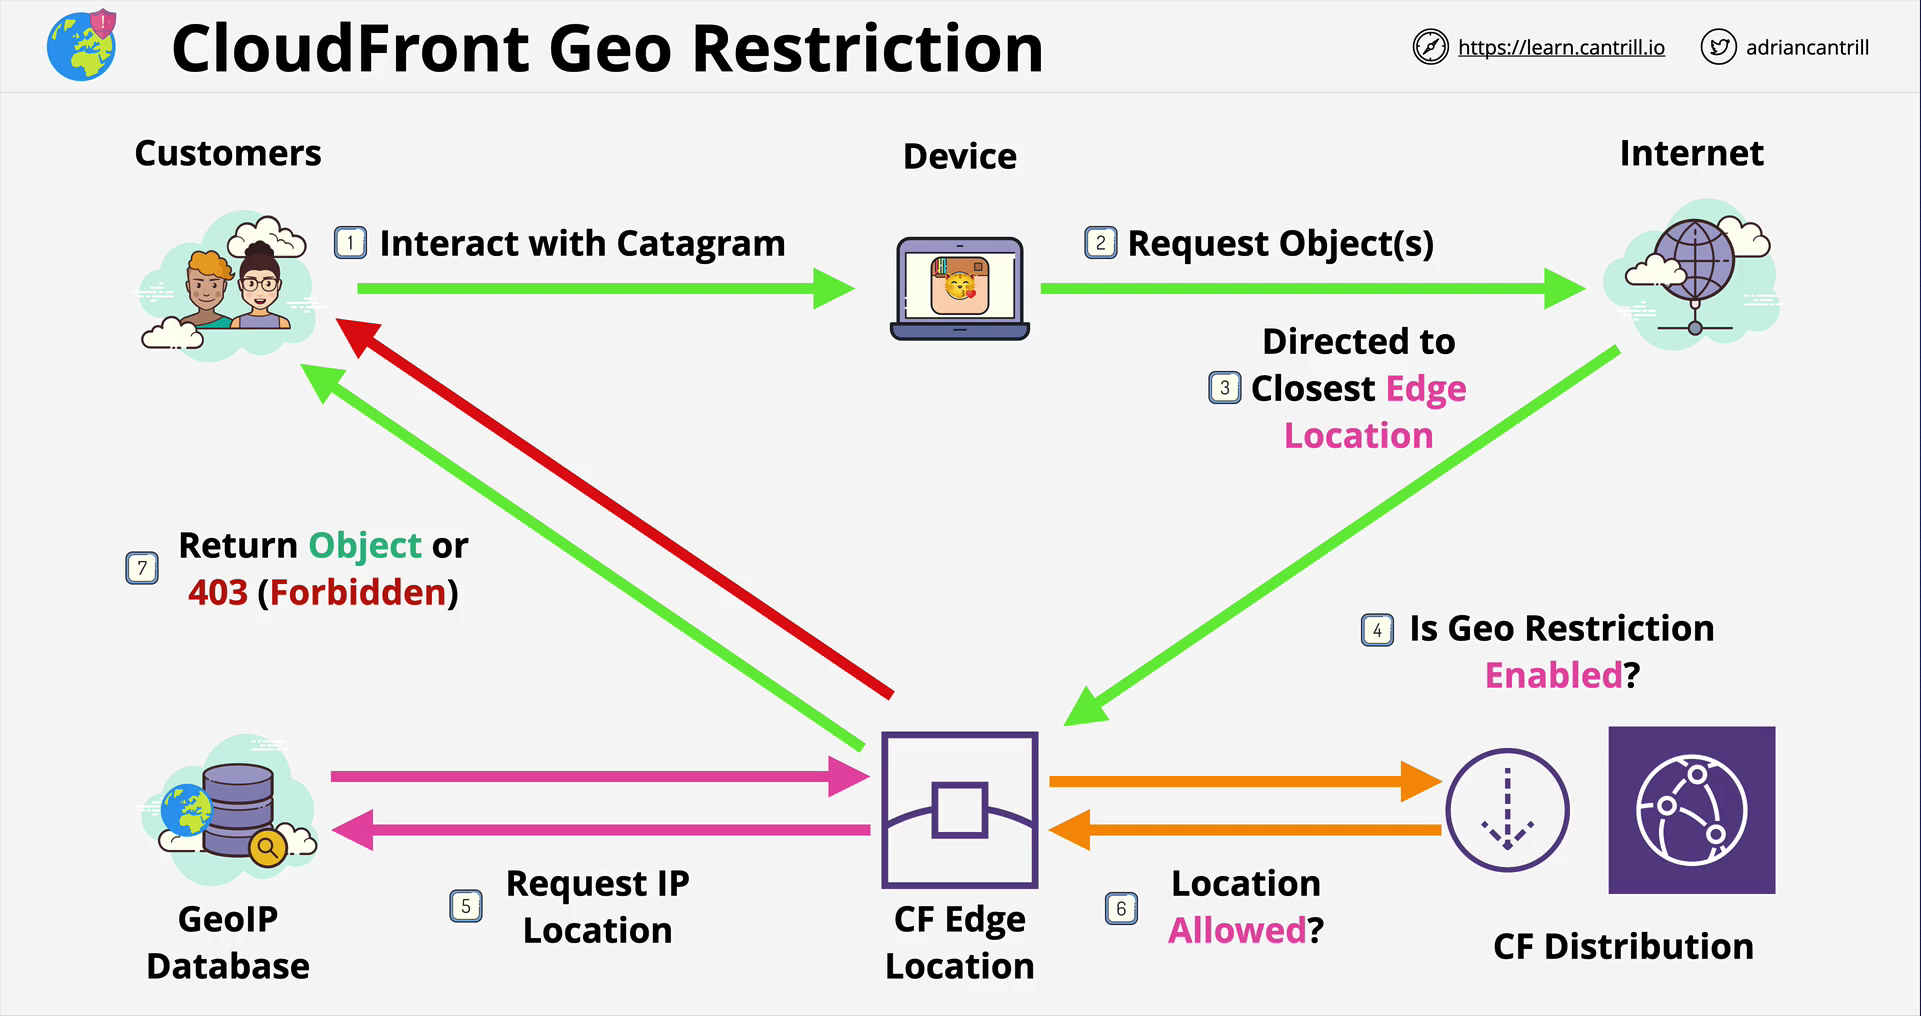 CloudFront Geo Restriction
https://learn.cantrill.io
adriancantrill
Customers
Device
Internet
1 Interact with Catagram
2 Request Object(s)
Directed to
3 Closest Edge
Location
7
Return Object or
403 (Forbidden)
4 Is Geo Restriction
Enabled?
5
Request IP
Location
6
Location
Allowed?
GeoIP
Database
CF Edge
Location
CF Distribution